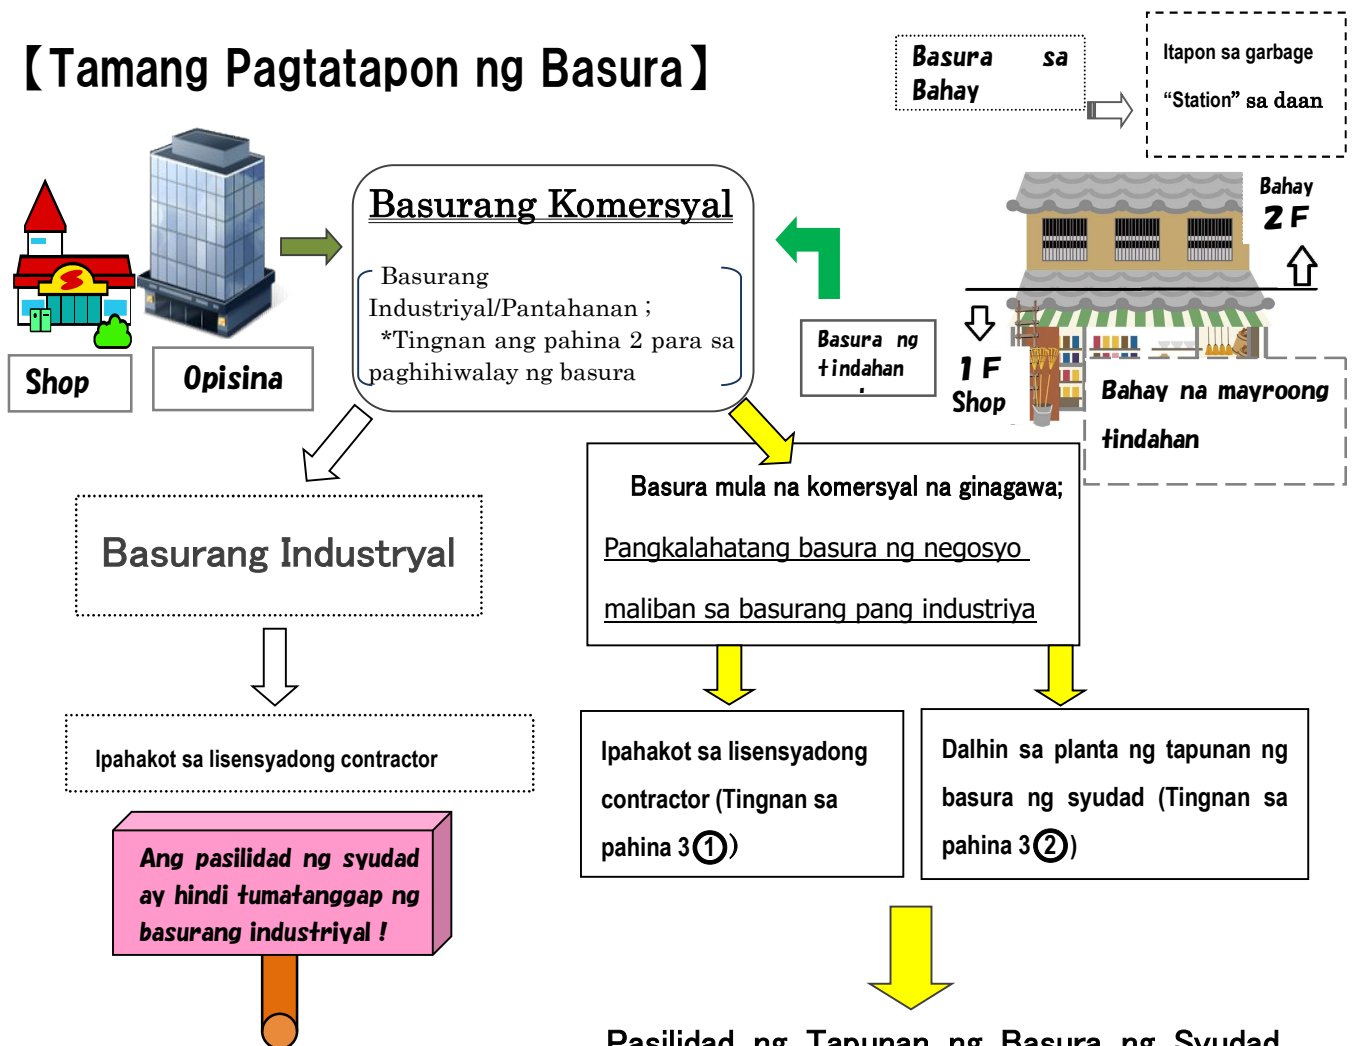 【Tamang Pagtatapon ng Basura】
Basura sa
Bahay
Itapon sa garbage
“Station” sa daan
Shop
Opisina
Basurang Komersyal
Basurang
Industriyal/Pantahanan ;
*Tingnan ang pahina 2 para sa
paghihiwalay ng basura
Basura ng
tindahan
Bahay
2F
1F
Shop
Bahay na mayroong
tindahan
Basurang Industryal
Basura mula na komersyal na ginagawa;
Pangkalahatang basura ng negosyo
maliban sa basurang pang industriya
Ipahakot sa lisensyadong contractor
Ipahakot sa lisensyadong
contractor (Tingnan sa
pahina 3①)
Dalhin sa planta ng tapunan ng
basura ng syudad (Tingnan sa
pahina 3②)
Ang pasilidad ng syudad
ay hindi tumatanggap ng
basurang industriyal !
Pasilidad ng Tapunan ng Basura ng Syudad